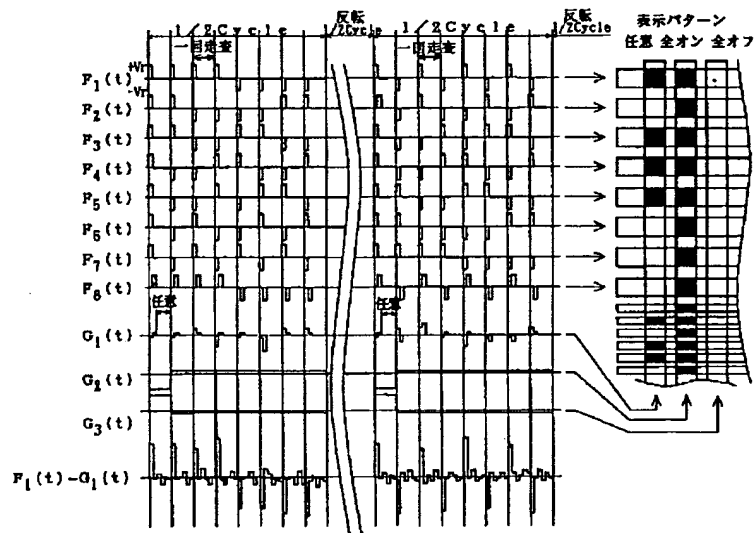 1/2Cycle
反転
1/2Cycle
1/2Cycle
反転
1/2Cycle
表示パターン
一回走査
一回走査
任意 全オン 全オフ
+Vr
F1(t)
-Vr
F2(t)
F3(t)
F4(t)
F5(t)
F6(t)
F7(t)
F8(t)
任意
任意
G1(t)
G2(t)
G3(t)
F1(t)-G1(t)